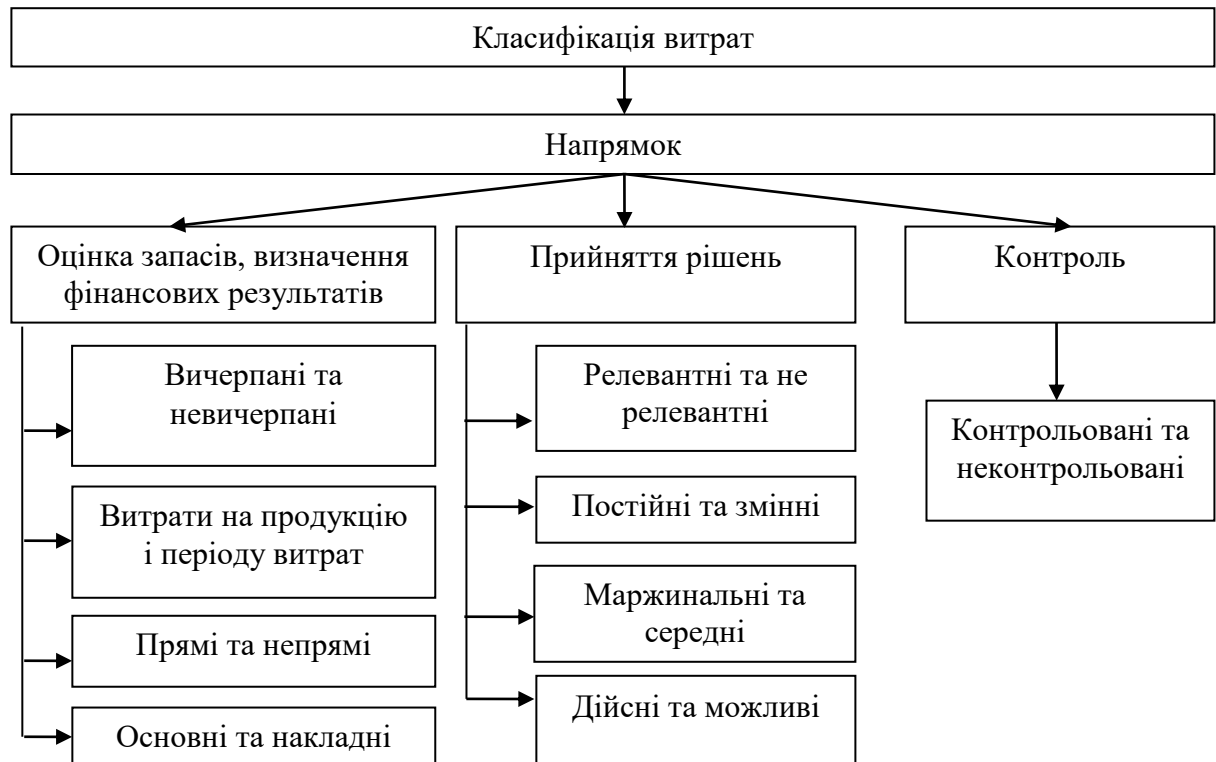 Класифікація витрат
Напрямок
Оцінка запасів, визначення
фінансових результатів
Прийняття рішень
Контроль
Вичерпані та
невичерпані
Витрати на продукцію
і періоду витрат
Прямі та непрямі
Основні та накладні
Релевантні та не
релевантні
Постійні та змінні
Маржинальні та
середні
Дійсні та можливі
Контрольовані та
неконтрольовані